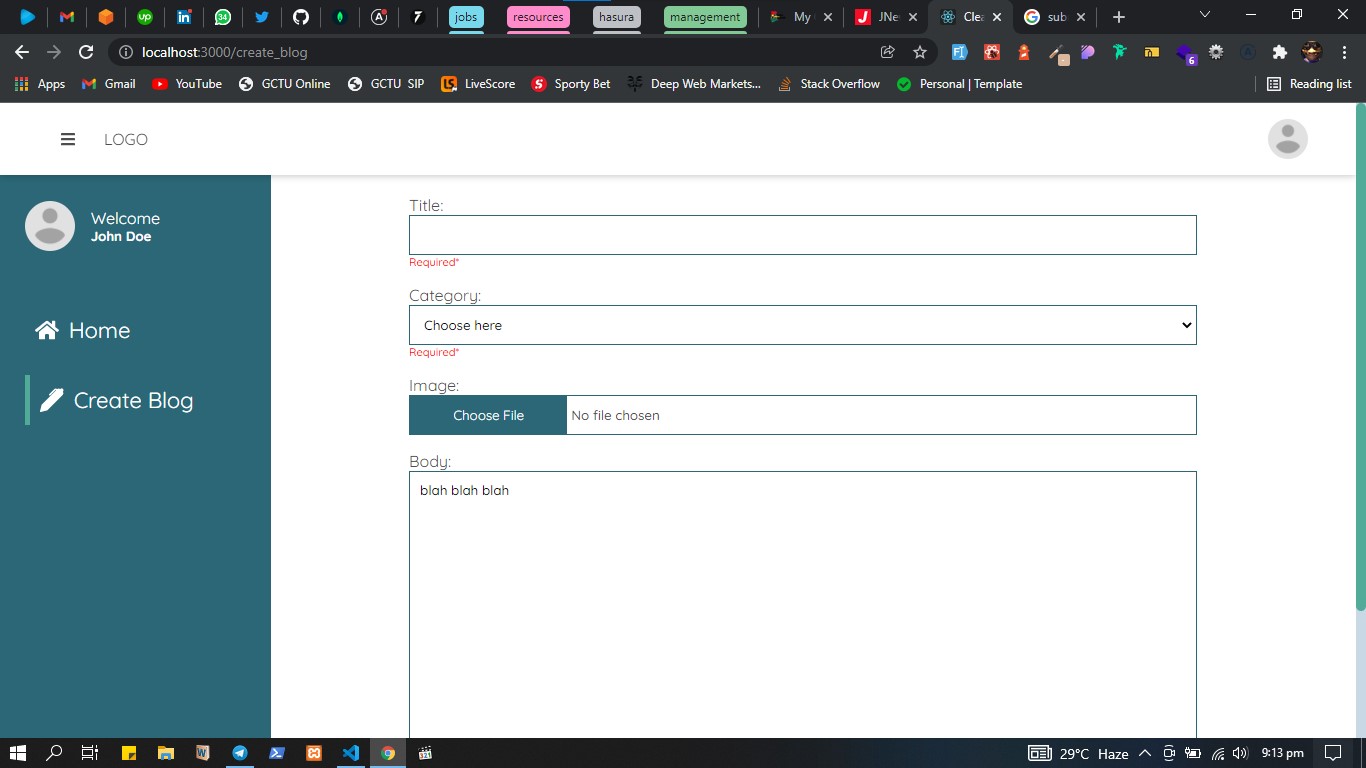 jobs resources hasura management My JNe Clea sub
localhost:3000/create_blog
6
Apps Gmail YouTube GCTU Online GCTU SIP LiveScore Sporty Bet Deep Web Markets... Stack Overflow Personal | Template Reading list
LOGO
Welcome
John Doe
Home
Create Blog
Title:
Required*
Category:
Choose here
Required*
Image:
Choose File No file chosen
Body:
blah blah blah
29°C Haze 9:13 pm